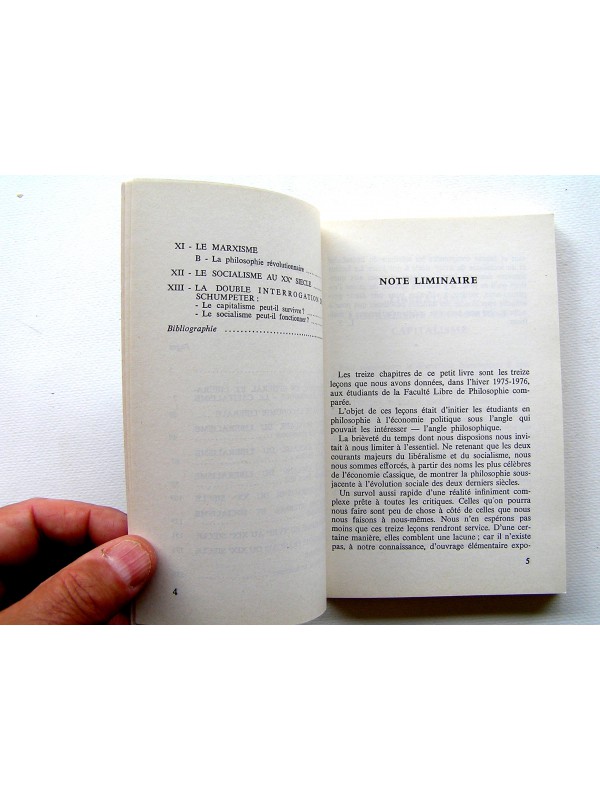 XI - LE MARXISME
B - La philosophie révolutionnaire ....
XII - LE SOCIALISME AU XXe SIÈCLE
XIII - LA DOUBLE INTERROGATION D
SCHUMPETER :
- Le capitalisme peut-il survivre ?
- Le socialisme peut-il fonctionner ?
Bibliographie ........................
4
NOTE LIMINAIRE
Les treize chapitres de ce petit livre sont les treize
leçons que nous avons données, dans l'hiver 1975-1976,
aux étudiants de la Faculté Libre de Philosophie com-
parée.
L'objet de ces leçons était d'initier les étudiants en
philosophie à l'économie politique sous l'angle qui
pouvait les intéresser — l'angle philosophique.
La brièveté du temps dont nous disposions nous invi-
tait à nous limiter à l'essentiel. Ne retenant que les deux
courants majeurs du libéralisme et du socialisme, nous
nous sommes efforcés, à partir des noms les plus célèbres
de l'économie classique, de montrer la philosophie sous-
jacente à l'évolution sociale des deux derniers siècles.
Un survol aussi rapide d'une réalité infiniment com-
plexe prête à toutes les critiques. Celles qu'on pourra
nous faire sont peu de chose à côté de celles que nous
nous faisons à nous-mêmes. Nous n'en espérons pas
moins que ces treize leçons rendront service. D'une cer-
taine manière, elles comblent une lacune ; car il n'existe
pas, à notre connaissance, d'ouvrage élémentaire expo-
5